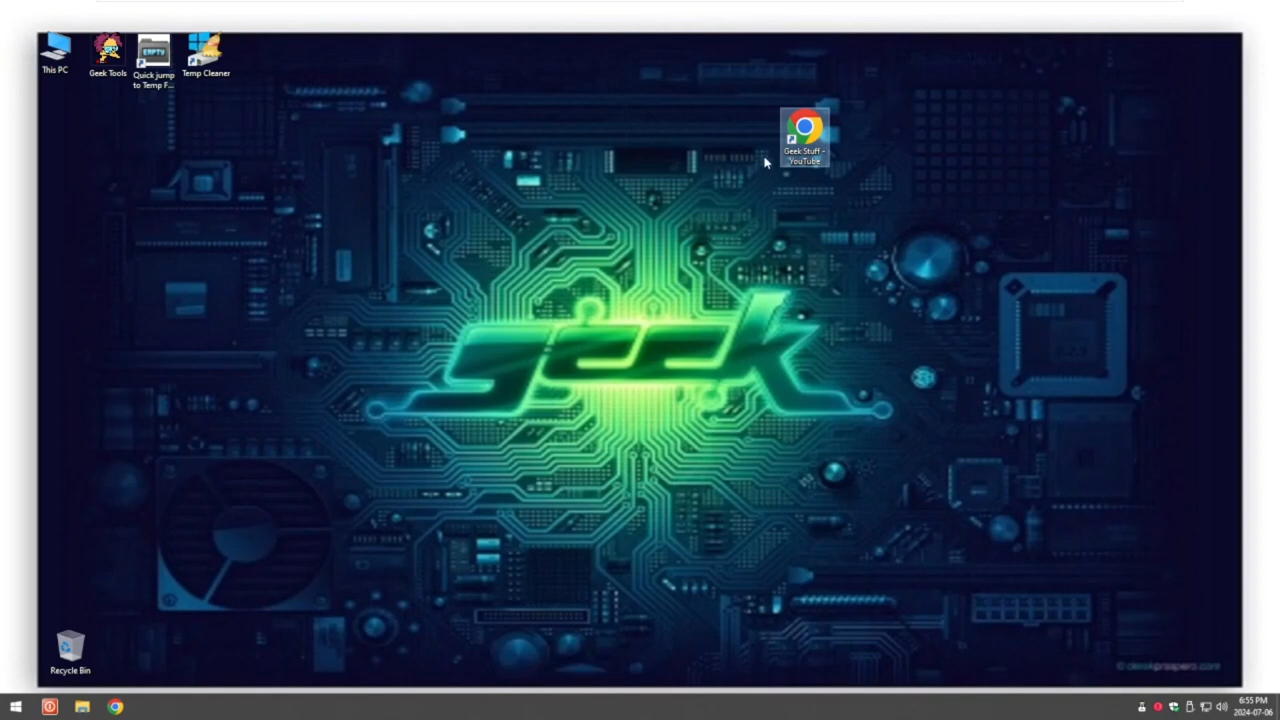 This PC
Geek Tools
EMPTY
Quick jump
to Temp F...
Temp Cleaner
Geek Stuff -
YouTube
geek
Recycle Bin
6:55 PM
2024-07-06